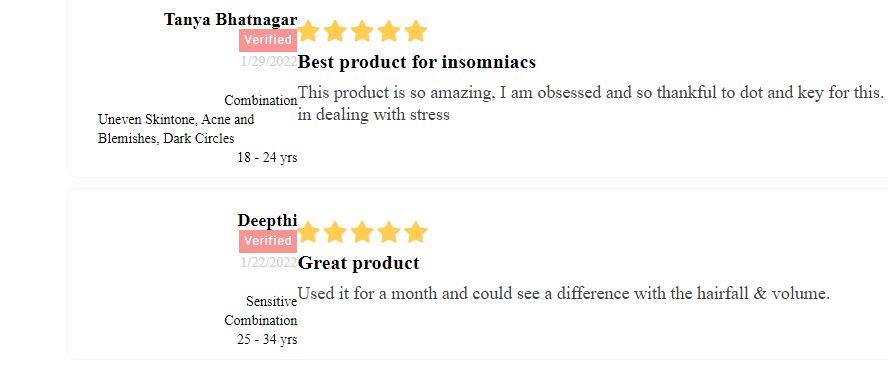 Tanya Bhatnagar
Verified
1/29/2022
Combination
Uneven Skintone, Acne and
Blemishes, Dark Circles
18 - 24 yrs
Best product for insomniacs
This product is so amazing, I am obsessed and so thankful to dot and key for this.
in dealing with stress
Deepthi
Verified
1/22/2022
Sensitive
Combination
25 - 34 yrs
Great product
Used it for a month and could see a difference with the hairfall & volume.